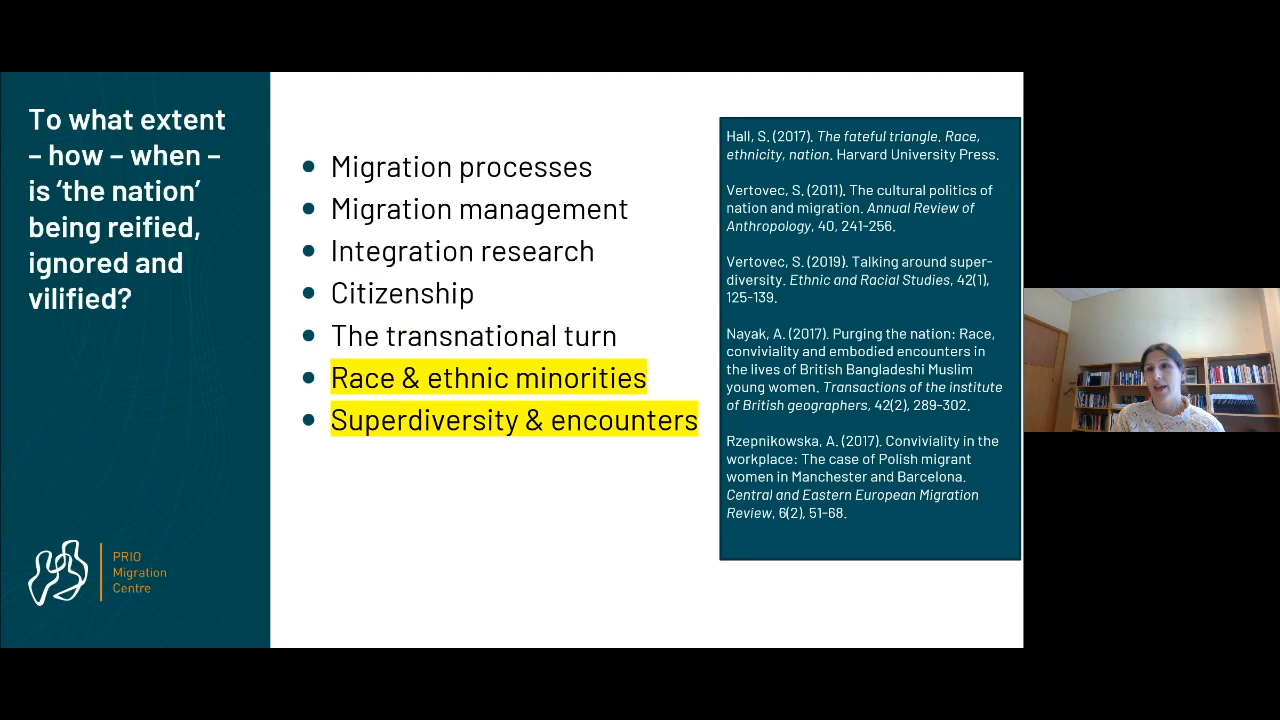 To what extent
– how – when –
is ‘the nation’
being reified,
ignored and
vilified?
PRIO
Migration
Centre
• Migration processes
• Migration management
• Integration research
• Citizenship
• The transnational turn
• Race & ethnic minorities
• Superdiversity & encounters
Hall, S. (2017). The fateful triangle. Race,
ethnicity, nation. Harvard University Press.
Vertovec, S. (2011). The cultural politics of
nation and migration. Annual Review of
Anthropology, 40, 241-256.
Vertovec, S. (2019). Talking around super-
diversity. Ethnic and Racial Studies, 42(1),
125-139.
Nayak, A. (2017). Purging the nation: Race,
conviviality and embodied encounters in
the lives of British Bangladeshi Muslim
young women. Transactions of the institute
of British geographers, 42(2), 289-302.
Rzepnikowska, A. (2017). Conviviality in the
workplace: The case of Polish migrant
women in Manchester and Barcelona.
Central and Eastern European Migration
Review, 6(2), 51-68.